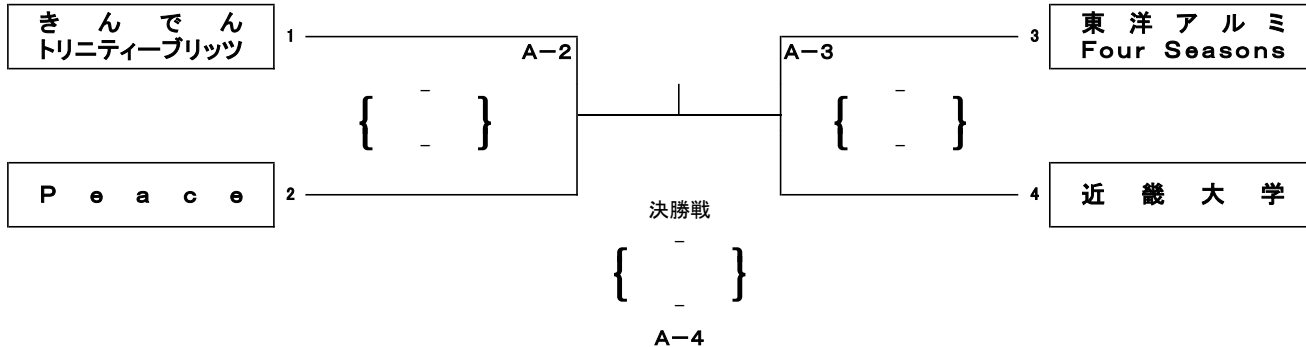 きんでん
トリニティーブリッツ
1
A－2
{ － － }
Peace
2
A－3
{ － － }
3
東洋アルミ
Four Seasons
4
近畿大学
決勝戦
{ － － }
A－4